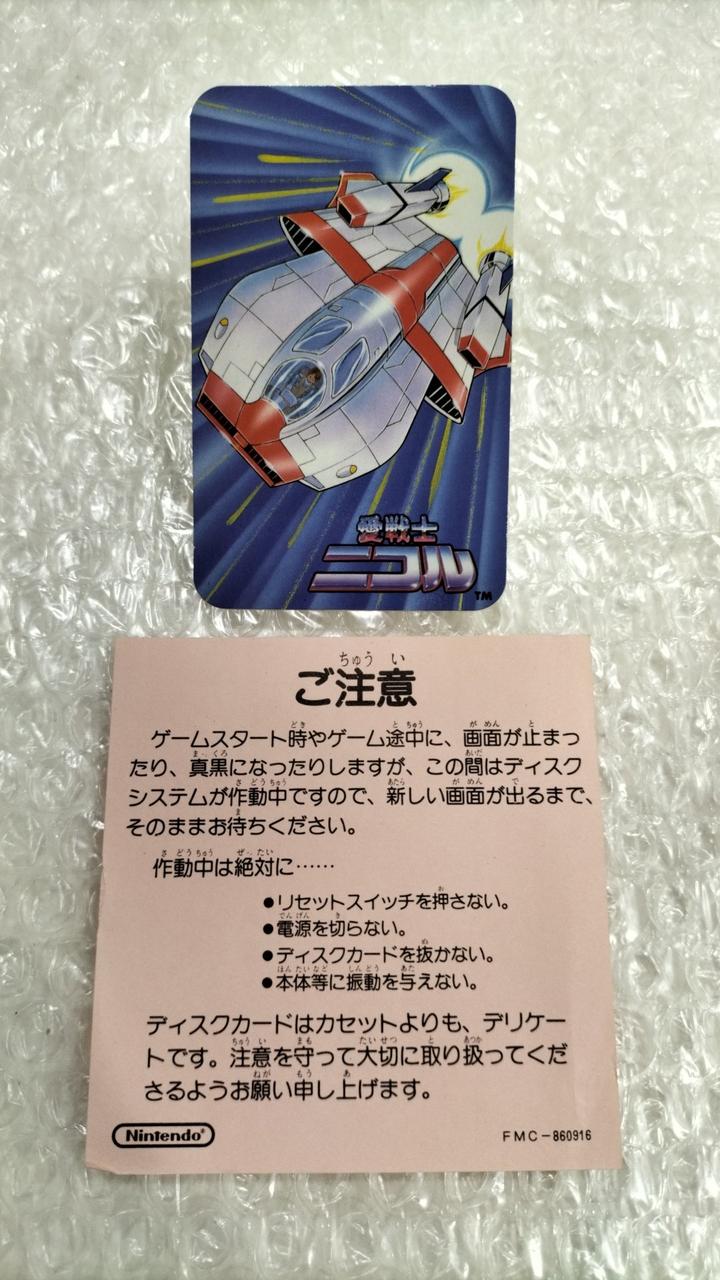 愛戦士
ニコル
TM
ご注意
ゲームスタート時やゲーム途中に、画面が止まっ
たり、真黒になったりしますが、この間はディスク
システムが作動中ですので、新しい画面が出るまで、
そのままお待ちください。
作動中は絶対に……
●リセットスイッチを押さない。
●電源を切らない。
●ディスクカードを抜かない。
●本体等に振動を与えない。
ディスクカードはカセットよりも、デリケー
トです。注意を守って大切に取り扱ってくだ
さるようお願い申し上げます。
Nintendo®
FMC-860916